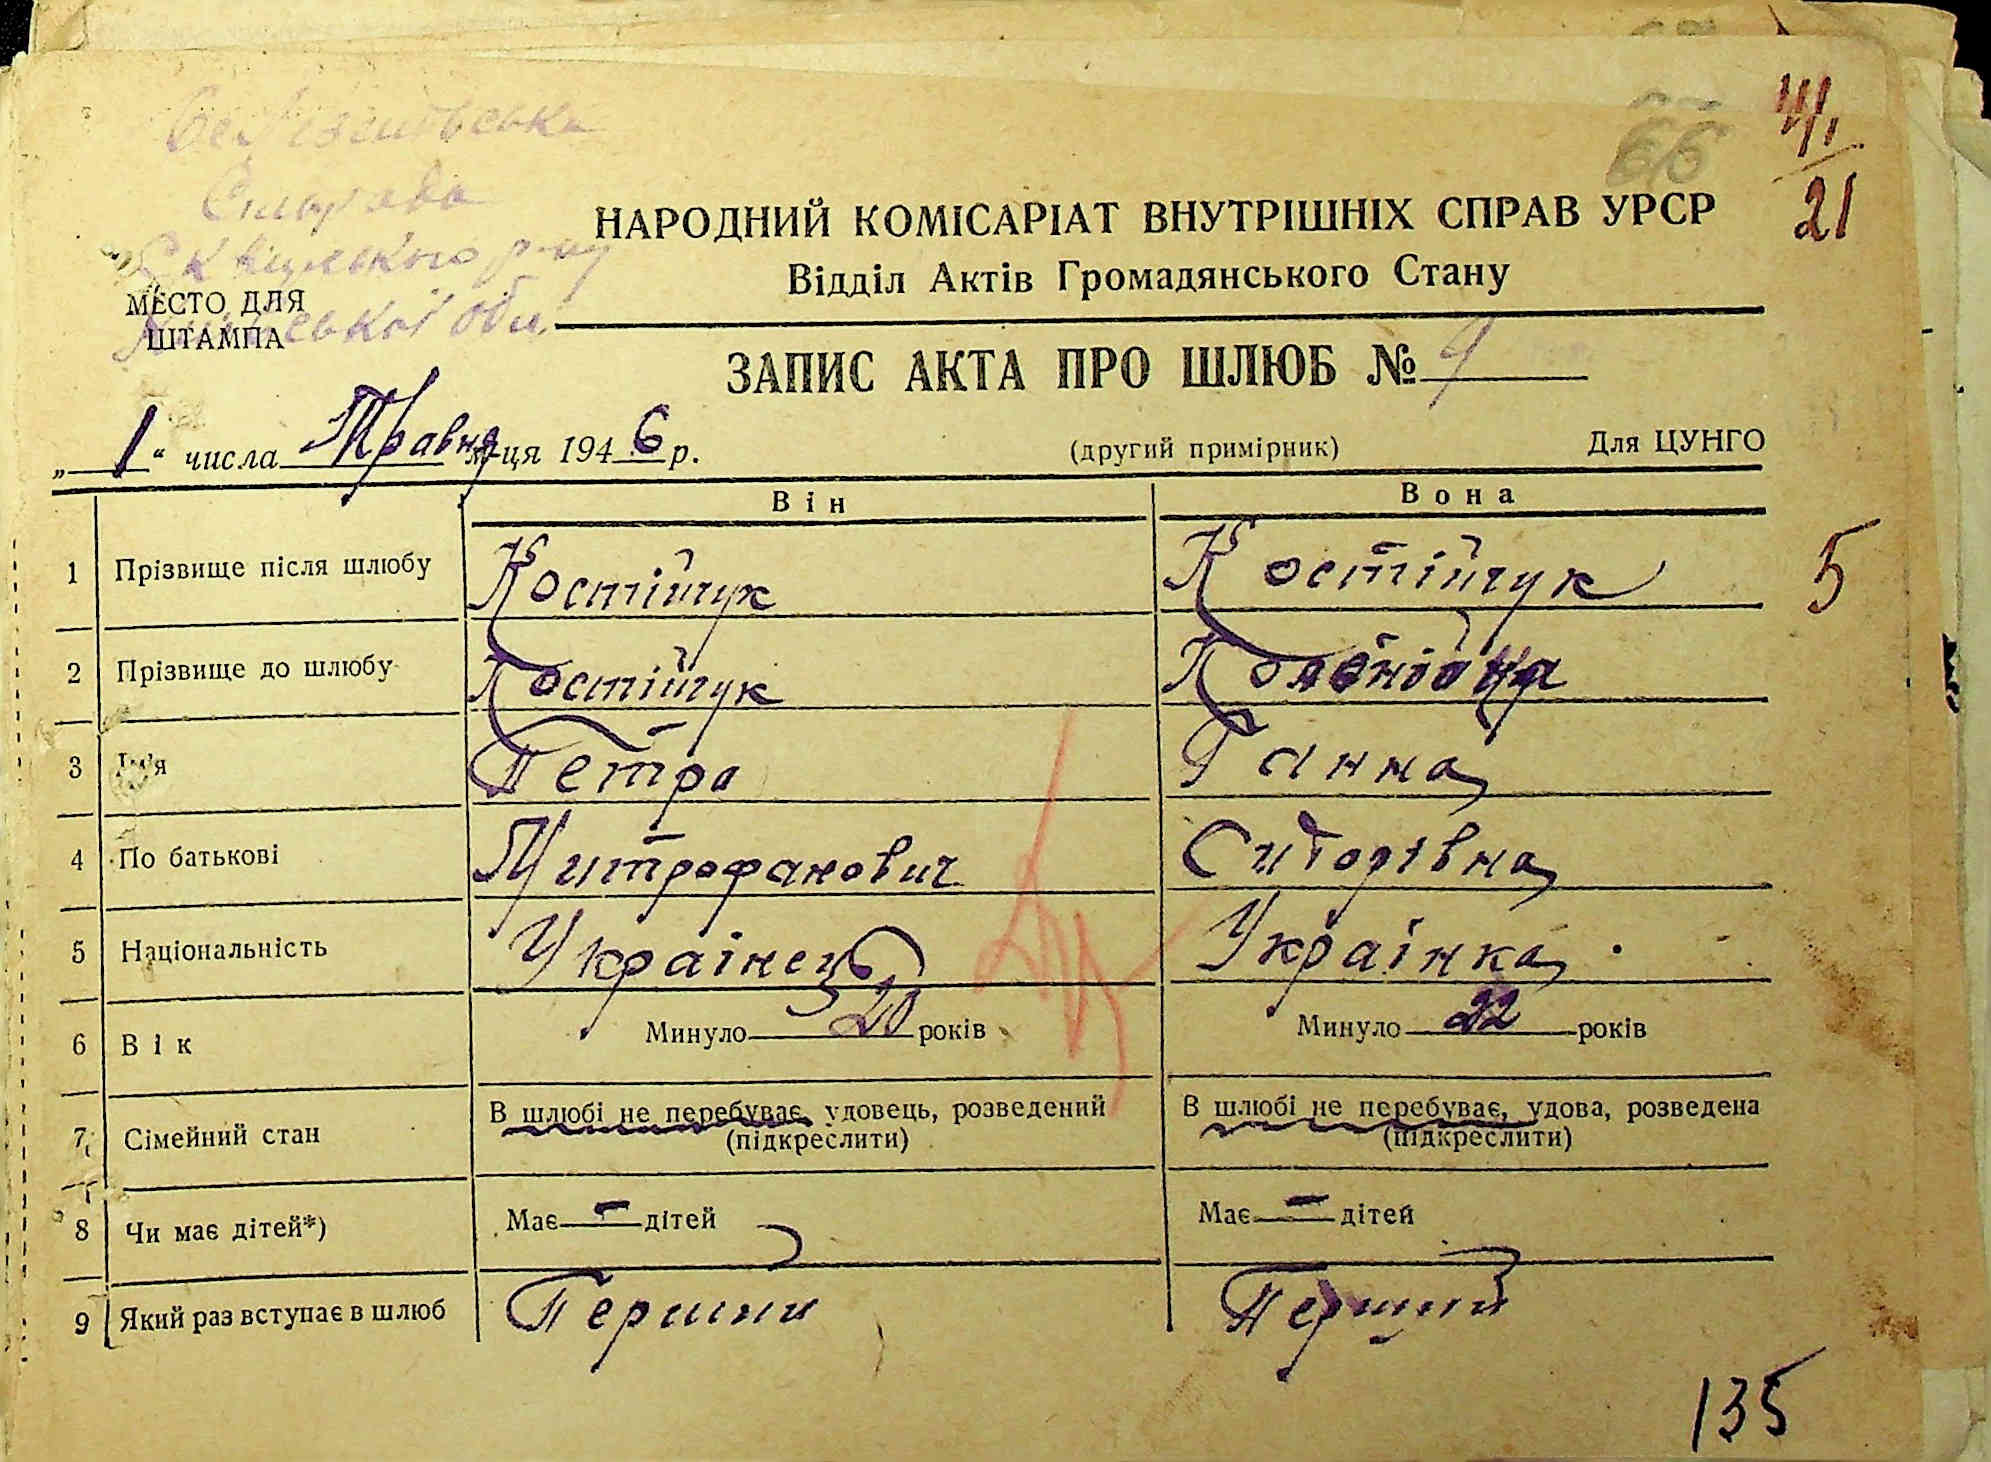 66
III/21
НАРОДНИЙ КОМІСАРІАТ ВНУТРІШНІХ СПРАВ УРСР
Відділ Актів Громадянського Стану
МЕСТО ДЛЯ
ШТАМПА
ЗАПИС АКТА ПРО ШЛЮБ № 9
„1“ числа Травня м-ця 1946 р. (другий примірник) Для ЦУНГО
Він Вона
1 Прізвище після шлюбу Костійчук Костійчук 5
2 Прізвище до шлюбу Костійчук
3 Ім'я Петро Ганна
4 По батькові Митрофанович Сидорівна
5 Національність Українец Українка
6 Вік Минуло 20 років Минуло 22 років
7 Сімейний стан В шлюбі не перебуває, удовець, розведений (підкреслити) В шлюбі не перебуває, удова, розведена (підкреслити)
8 Чи має дітей*) Має — дітей Має — дітей
9 Який раз вступає в шлюб Перший Перший
135